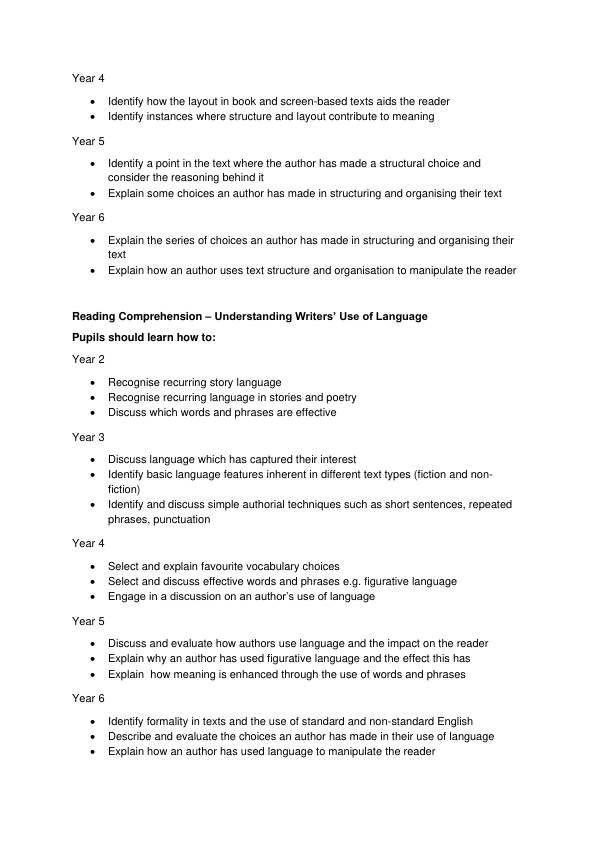 Year 4
• Identify how the layout in book and screen-based texts aids the reader
• Identify instances where structure and layout contribute to meaning
Year 5
• Identify a point in the text where the author has made a structural choice and
consider the reasoning behind it
• Explain some choices an author has made in structuring and organising their text
Year 6
• Explain the series of choices an author has made in structuring and organising their
text
• Explain how an author uses text structure and organisation to manipulate the reader
Reading Comprehension – Understanding Writers’ Use of Language
Pupils should learn how to:
Year 2
• Recognise recurring story language
• Recognise recurring language in stories and poetry
• Discuss which words and phrases are effective
Year 3
• Discuss language which has captured their interest
• Identify basic language features inherent in different text types (fiction and non-
fiction)
• Identify and discuss simple authorial techniques such as short sentences, repeated
phrases, punctuation
Year 4
• Select and explain favourite vocabulary choices
• Select and discuss effective words and phrases e.g. figurative language
• Engage in a discussion on an author’s use of language
Year 5
• Discuss and evaluate how authors use language and the impact on the reader
• Explain why an author has used figurative language and the effect this has
• Explain  how meaning is enhanced through the use of words and phrases
Year 6
• Identify formality in texts and the use of standard and non-standard English
• Describe and evaluate the choices an author has made in their use of language
• Explain how an author has used language to manipulate the reader